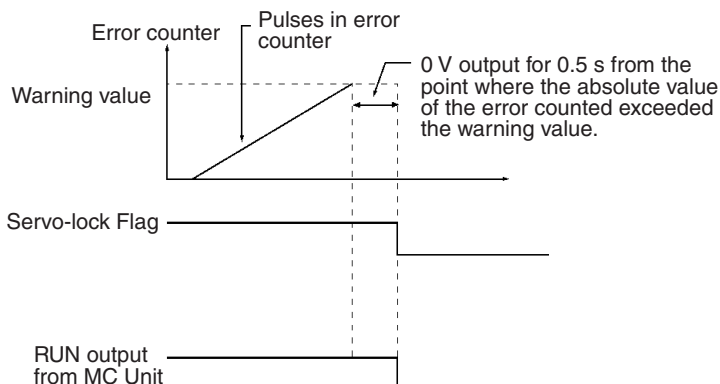 Error counter
Pulses in error
counter
Warning value
0 V output for 0.5 s from the
point where the absolute value
of the error counted exceeded
the warning value.
Servo-lock Flag
RUN output
from MC Unit